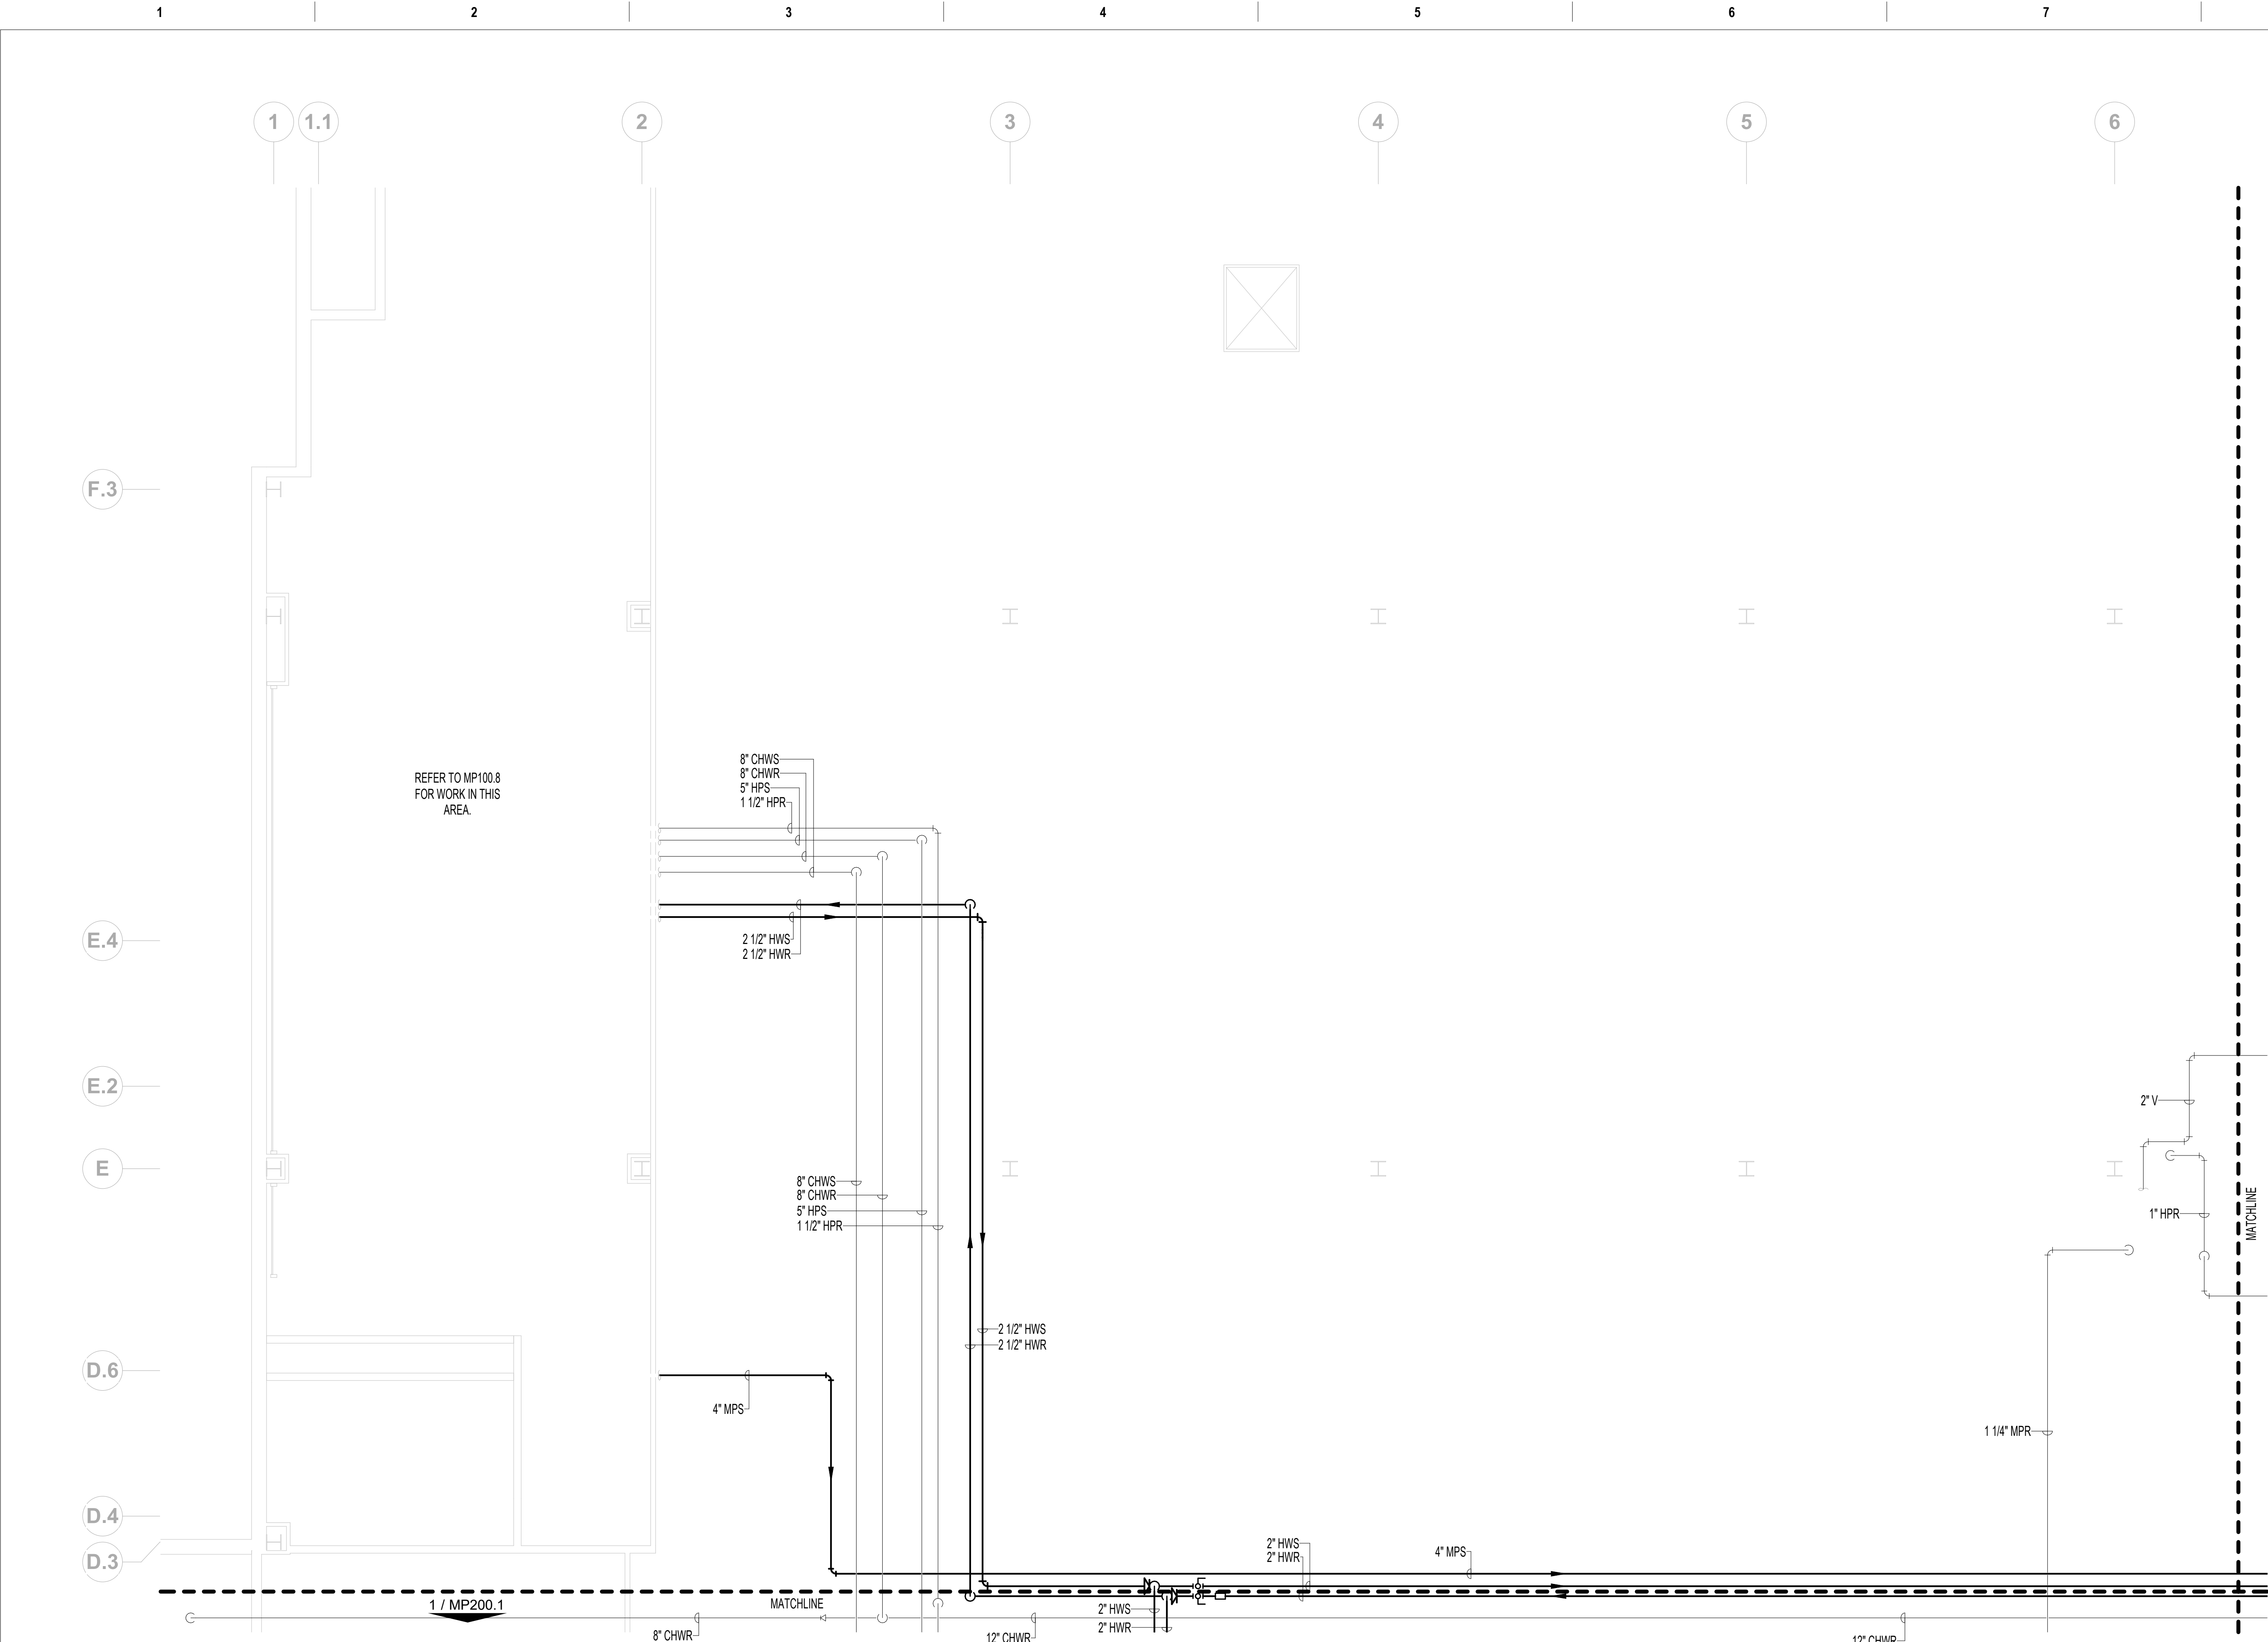 1 2 3 4 5 6 7
1 1.1 2 3 4 5 6
F.3
8" CHWS
8" CHWR
5" HPS
1 1/2" HPR
REFER TO MP100.8
FOR WORK IN THIS
AREA.
E.4
2 1/2" HWS
2 1/2" HWR
E.2
2" V
E
8" CHWS
8" CHWR
5" HPS
1 1/2" HPR
1" HPR
MATCHLINE
2 1/2" HWS
2 1/2" HWR
D.6
4" MPS
1 1/4" MPR
D.4
D.3
2" HWS
2" HWR
4" MPS
1 / MP200.1
MATCHLINE
2" HWS
2" HWR
8" CHWR
12" CHWR
12" CHWR